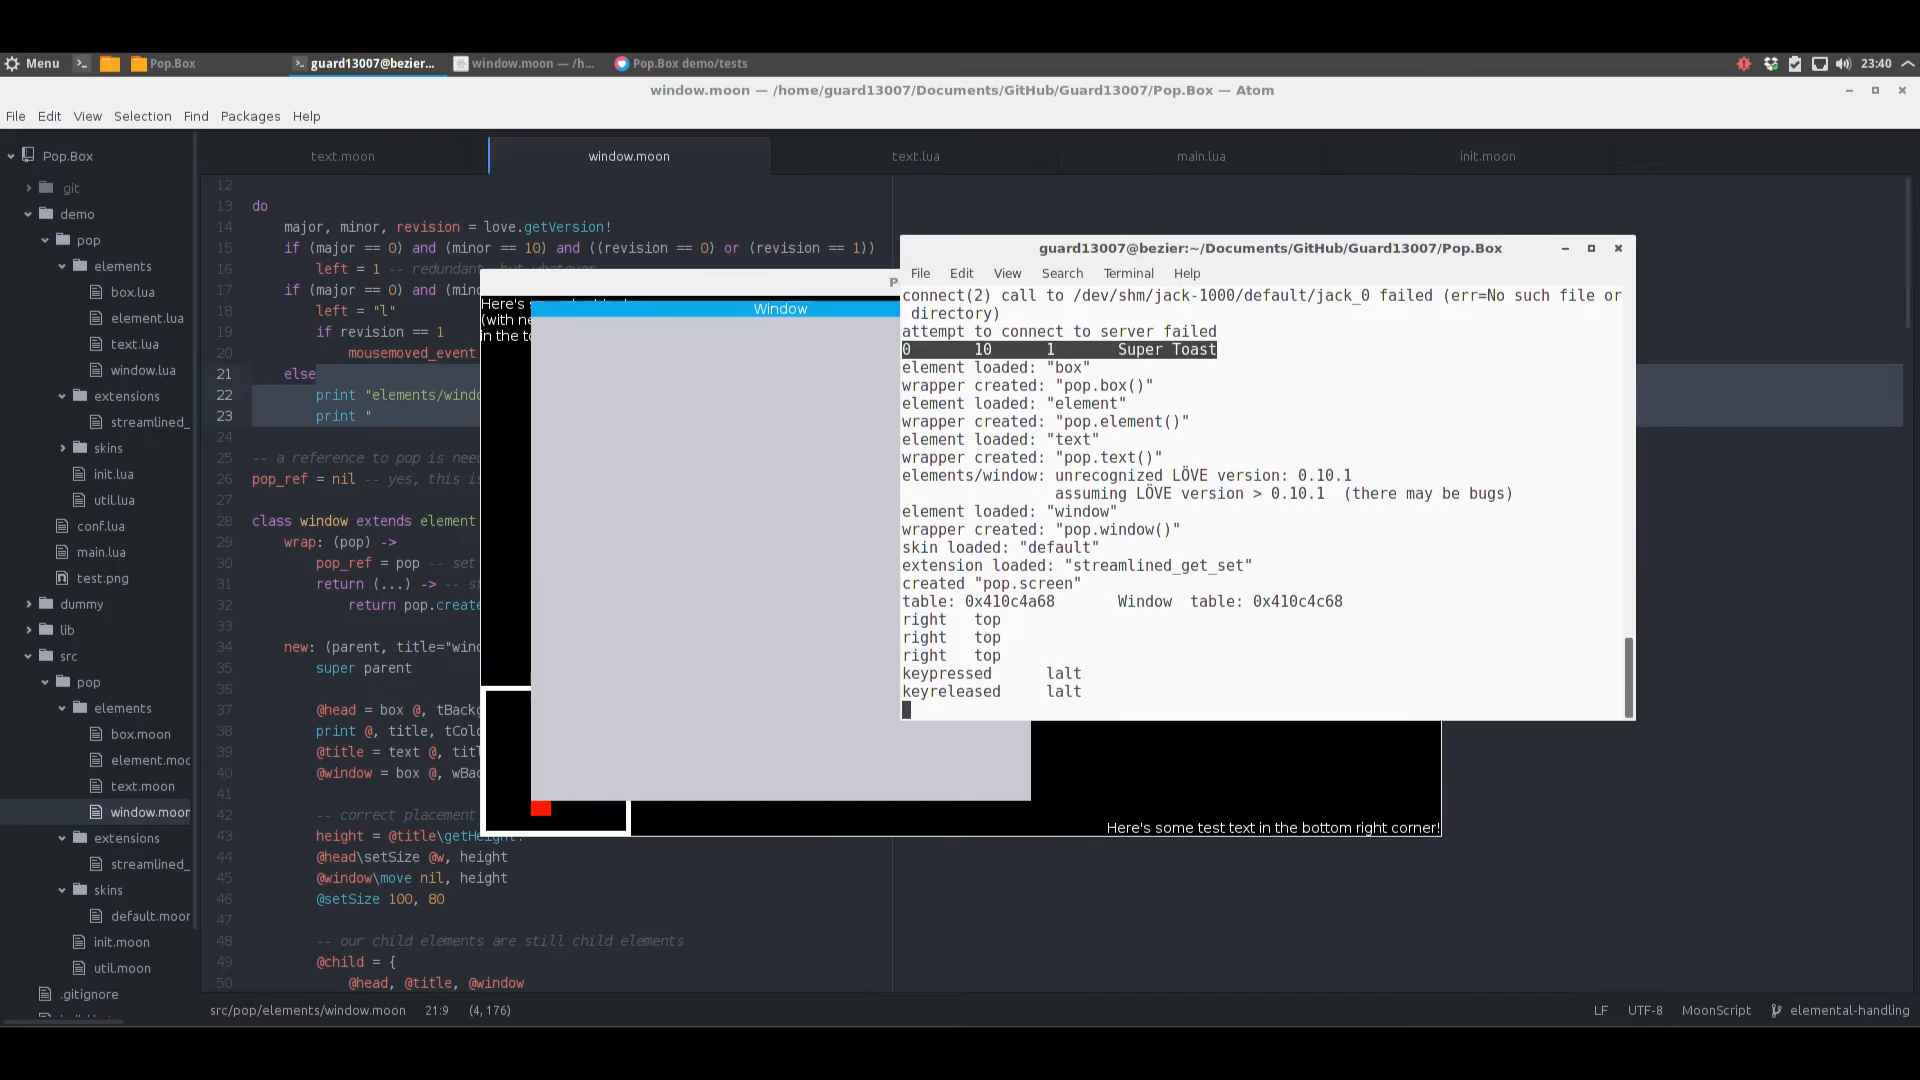 Menu
Pop.Box
guard13007@bezier...
window.moon — /h...
Pop.Box demo/tests
23:40
window.moon — /home/guard13007/Documents/GitHub/Guard13007/Pop.Box — Atom
File Edit View Selection Find Packages Help
Pop.Box
.git
demo
pop
elements
box.lua
element.lua
text.lua
window.lua
extensions
streamlined_
skins
init.lua
util.lua
conf.lua
main.lua
test.png
dummy
lib
src
pop
elements
box.moon
element.moo
text.moon
window.moon
extensions
streamlined_
skins
default.moon
init.moon
util.moon
.gitignore
text.moon window.moon text.lua main.lua init.moon
12
13 do
14 major, minor, revision = love.getVersion!
15 if (major == 0) and (minor == 10) and ((revision == 0) or (revision == 1))
16 left = 1 -- redundant, but whatever
17 if (major == 0) and (mino
18 left = "l"
19 if revision == 1
20 mousemoved_event
21 else
22 print "elements/windo
23 print "
24
25 -- a reference to pop is need
26 pop_ref = nil -- yes, this is
27
28 class window extends element
29 wrap: (pop) ->
30 pop_ref = pop -- set
31 return (...) -> -- s
32 return pop.create
33
34 new: (parent, title="wind
35 super parent
36
37 @head = box @, tBackg
38 print @, title, tColo
39 @title = text @, titl
40 @window = box @, wBac
41
42 -- correct placement
43 height = @title\getHeight!
44 @head\setSize @w, height
45 @window\move nil, height
46 @setSize 100, 80
47
48 -- our child elements are still child elements
49 @child = {
50 @head, @title, @window
Here's
(with ne
in the to
Window
Here's some test text in the bottom right corner!
guard13007@bezier:~/Documents/GitHub/Guard13007/Pop.Box
File Edit View Search Terminal Help
connect(2) call to /dev/shm/jack-1000/default/jack_0 failed (err=No such file or
directory)
attempt to connect to server failed
0 10 1 Super Toast
element loaded: "box"
wrapper created: "pop.box()"
element loaded: "element"
wrapper created: "pop.element()"
element loaded: "text"
wrapper created: "pop.text()"
elements/window: unrecognized LÖVE version: 0.10.1
assuming LÖVE version > 0.10.1 (there may be bugs)
element loaded: "window"
wrapper created: "pop.window()"
skin loaded: "default"
extension loaded: "streamlined_get_set"
created "pop.screen"
table: 0x410c4a68 Window table: 0x410c4c68
right top
right top
right top
keypressed lalt
keyreleased lalt
src/pop/elements/window.moon 21:9 (4, 176)
LF UTF-8 MoonScript elemental-handling